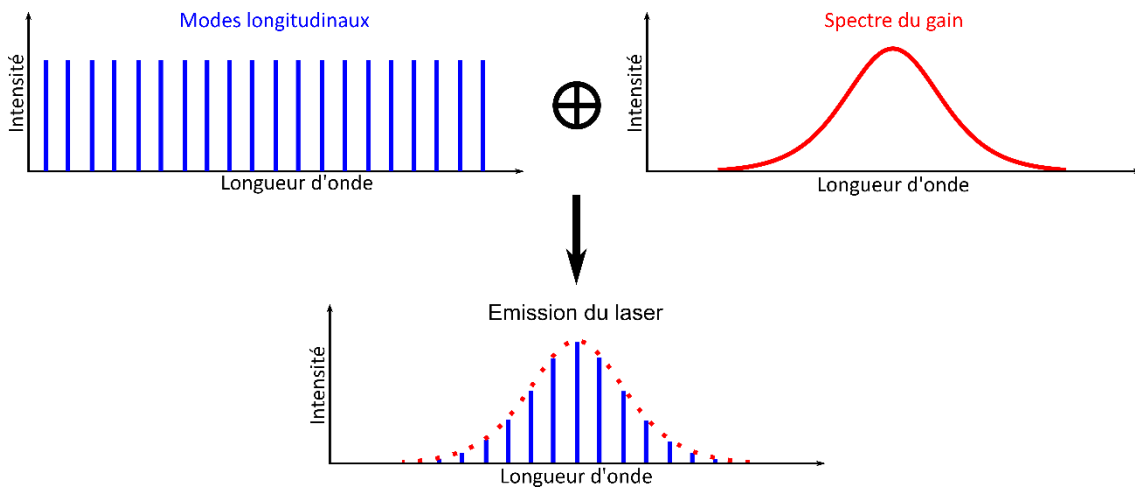 Modes longitudinaux
Intensité
Longueur d'onde
Spectre du gain
Intensité
Longueur d'onde
Emission du laser
Intensité
Longueur d'onde